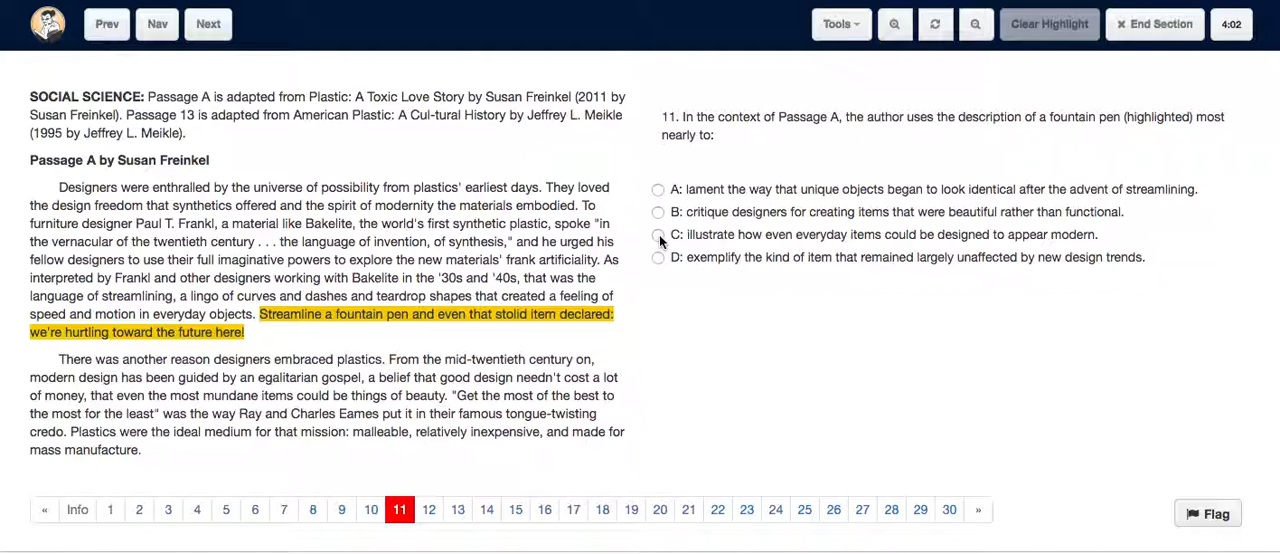 Prev Nav Next Tools Clear Highlight × End Section 4:02
SOCIAL SCIENCE: Passage A is adapted from Plastic: A Toxic Love Story by Susan Freinkel (2011 by
Susan Freinkel). Passage 13 is adapted from American Plastic: A Cul-tural History by Jeffrey L. Meikle
(1995 by Jeffrey L. Meikle).
Passage A by Susan Freinkel
Designers were enthralled by the universe of possibility from plastics' earliest days. They loved
the design freedom that synthetics offered and the spirit of modernity the materials embodied. To
furniture designer Paul T. Frankl, a material like Bakelite, the world's first synthetic plastic, spoke "in
the vernacular of the twentieth century . . . the language of invention, of synthesis," and he urged his
fellow designers to use their full imaginative powers to explore the new materials' frank artificiality. As
interpreted by Frankl and other designers working with Bakelite in the '30s and '40s, that was the
language of streamlining, a lingo of curves and dashes and teardrop shapes that created a feeling of
speed and motion in everyday objects. Streamline a fountain pen and even that stolid item declared:
we're hurtling toward the future here!
There was another reason designers embraced plastics. From the mid-twentieth century on,
modern design has been guided by an egalitarian gospel, a belief that good design needn't cost a lot
of money, that even the most mundane items could be things of beauty. "Get the most of the best to
the most for the least" was the way Ray and Charles Eames put it in their famous tongue-twisting
credo. Plastics were the ideal medium for that mission: malleable, relatively inexpensive, and made for
mass manufacture.
11. In the context of Passage A, the author uses the description of a fountain pen (highlighted) most
nearly to:
A: lament the way that unique objects began to look identical after the advent of streamlining.
B: critique designers for creating items that were beautiful rather than functional.
C: illustrate how even everyday items could be designed to appear modern.
D: exemplify the kind of item that remained largely unaffected by new design trends.
« Info 1 2 3 4 5 6 7 8 9 10 11 12 13 14 15 16 17 18 19 20 21 22 23 24 25 26 27 28 29 30 »
Flag